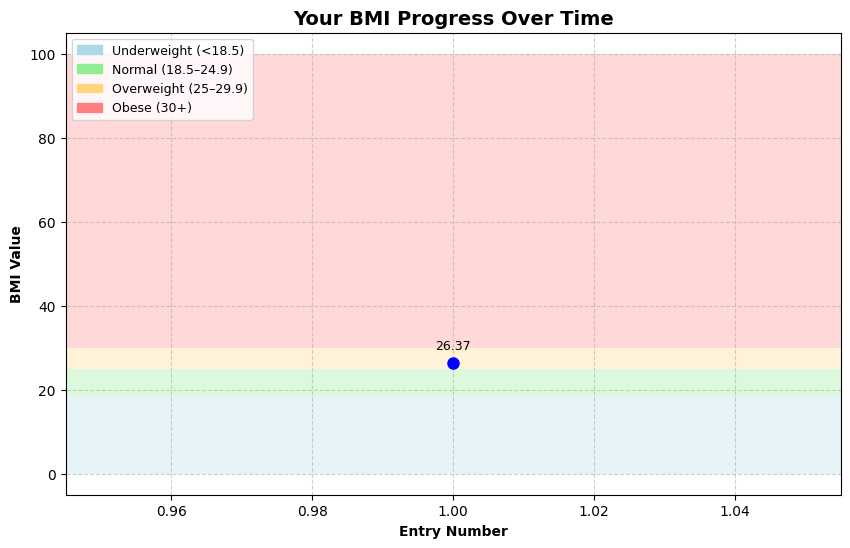 Your BMI Progress Over Time
Underweight (<18.5)
Normal (18.5–24.9)
Overweight (25–29.9)
Obese (30+)
100
80
60
40
20
0
BMI Value
26.37
0.96
0.98
1.00
1.02
1.04
Entry Number